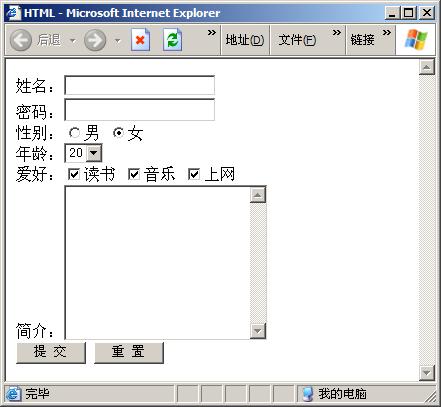 HTML - Microsoft Internet Explorer
后退 » 地址(D) » 文件(F) » 链接 »
姓名：
密码：
性别： 男 女
年龄： 20
爱好： 读书 音乐 上网
简介：
提 交 重 置
完毕 我的电脑